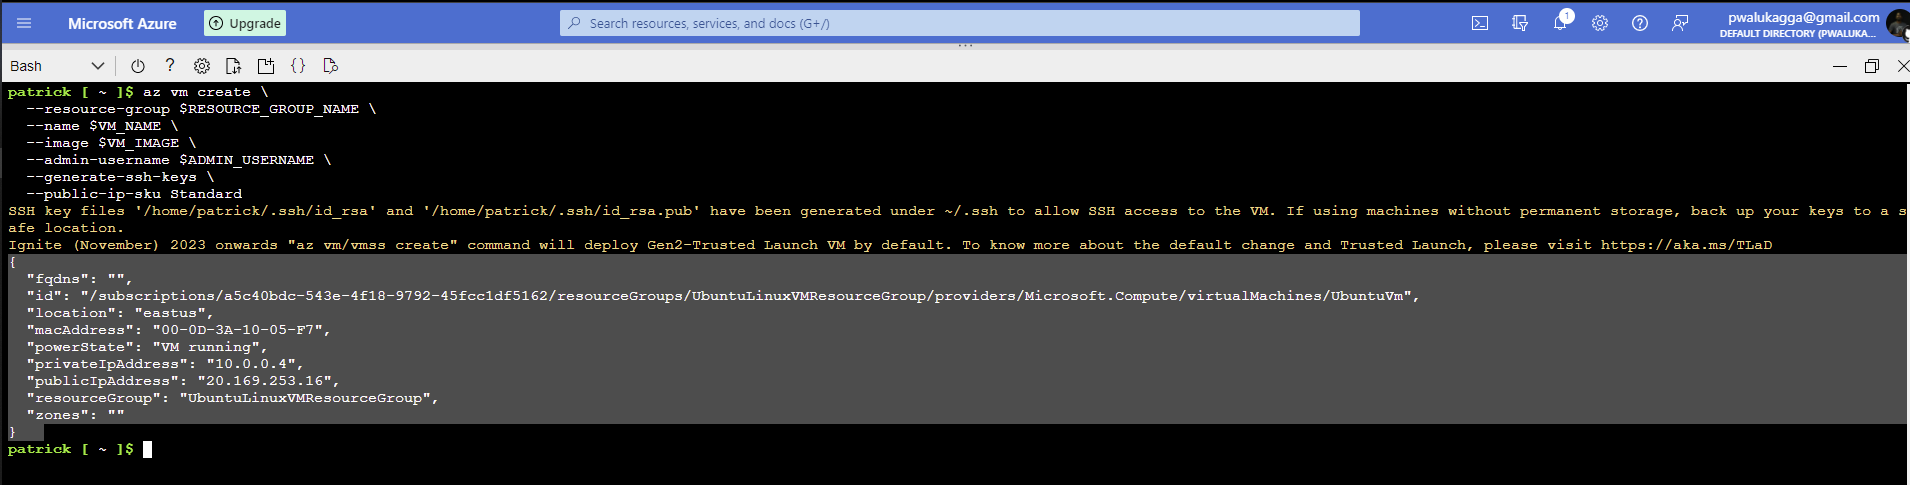 Microsoft Azure
Upgrade
Search resources, services, and docs (G+/)
1
pwalukagga@gmail.com
DEFAULT DIRECTORY (PWALUKA...
Bash
patrick [ ~ ]$ az vm create \
--resource-group $RESOURCE_GROUP_NAME \
--name $VM_NAME \
--image $VM_IMAGE \
--admin-username $ADMIN_USERNAME \
--generate-ssh-keys \
--public-ip-sku Standard
SSH key files '/home/patrick/.ssh/id_rsa' and '/home/patrick/.ssh/id_rsa.pub' have been generated under ~/.ssh to allow SSH access to the VM. If using machines without permanent storage, back up your keys to a s
afe location.
Ignite (November) 2023 onwards "az vm/vmss create" command will deploy Gen2-Trusted Launch VM by default. To know more about the default change and Trusted Launch, please visit https://aka.ms/TLaD
{
"fqdns": "",
"id": "/subscriptions/a5c40bdc-543e-4f18-9792-45fcc1df5162/resourceGroups/UbuntuLinuxVMResourceGroup/providers/Microsoft.Compute/virtualMachines/UbuntuVm",
"location": "eastus",
"macAddress": "00-0D-3A-10-05-F7",
"powerState": "VM running",
"privateIpAddress": "10.0.0.4",
"publicIpAddress": "20.169.253.16",
"resourceGroup": "UbuntuLinuxVMResourceGroup",
"zones": ""
}
patrick [ ~ ]$